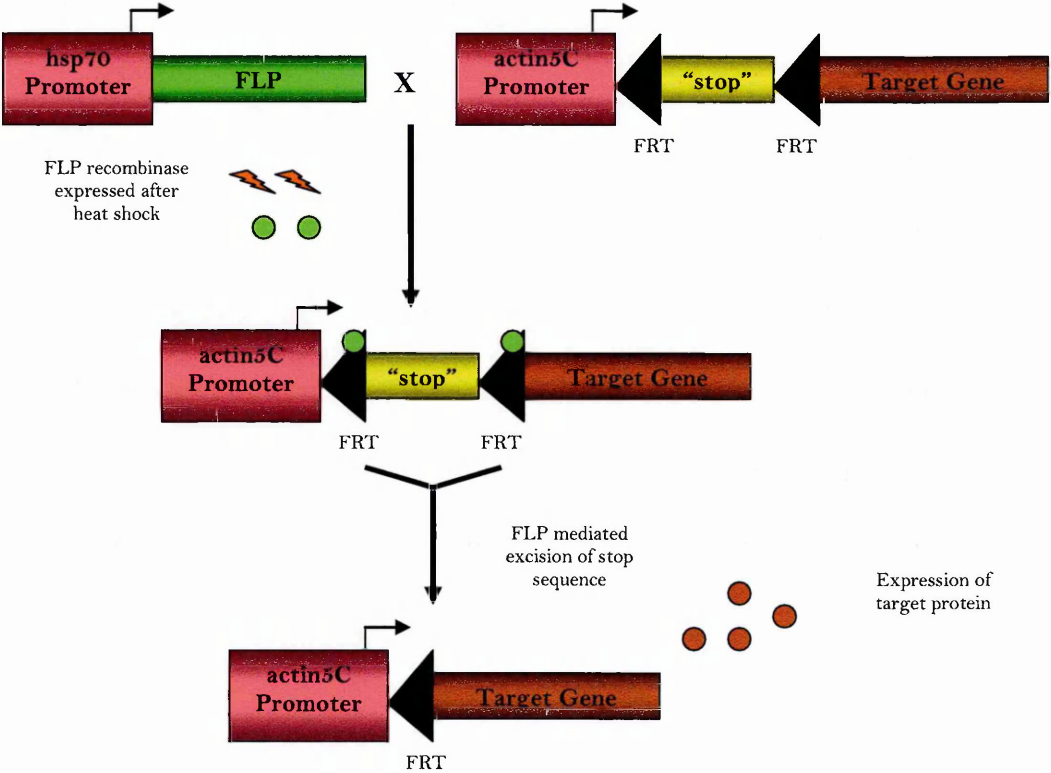 hsp70
Promoter
FLP
X
actin5C
Promoter
"stop"
Target Gene
FRT
FRT
FLP recombinase
expressed after
heat shock
actin5C
Promoter
"stop"
Target Gene
FRT
FRT
FLP mediated
excision of stop
sequence
Expression of
target protein
actin5C
Promoter
Target Gene
FRT